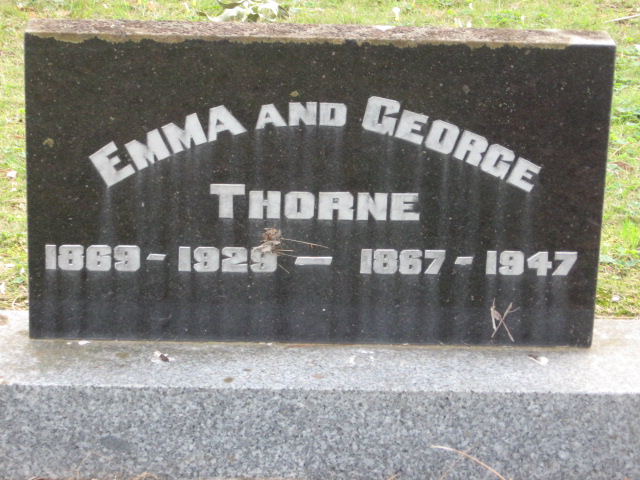 EMMA AND GEORGE
THORNE
1869 - 1929 — 1867 - 1947